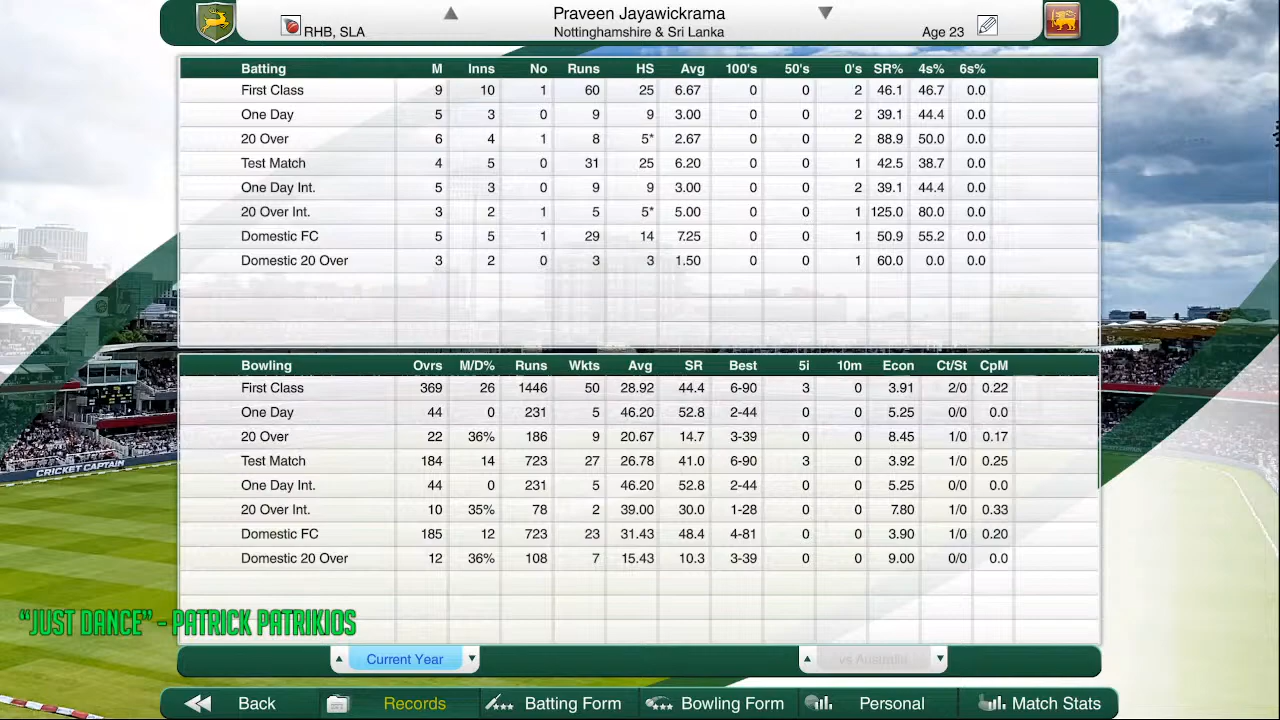 Praveen Jayawickrama
RHB, SLA Nottinghamshire & Sri Lanka Age 23
Batting M Inns No Runs HS Avg 100's 50's 0's SR% 4s% 6s%
First Class 9 10 1 60 25 6.67 0 0 2 46.1 46.7 0.0
One Day 5 3 0 9 9 3.00 0 0 2 39.1 44.4 0.0
20 Over 6 4 1 8 5* 2.67 0 0 2 88.9 50.0 0.0
Test Match 4 5 0 31 25 6.20 0 0 1 42.5 38.7 0.0
One Day Int. 5 3 0 9 9 3.00 0 0 2 39.1 44.4 0.0
20 Over Int. 3 2 1 5 5* 5.00 0 0 1 125.0 80.0 0.0
Domestic FC 5 5 1 29 14 7.25 0 0 1 50.9 55.2 0.0
Domestic 20 Over 3 2 0 3 3 1.50 0 0 1 60.0 0.0 0.0
Bowling Ovrs M/D% Runs Wkts Avg SR Best 5i 10m Econ Ct/St CpM
First Class 369 26 1446 50 28.92 44.4 6-90 3 0 3.91 2/0 0.22
One Day 44 0 231 5 46.20 52.8 2-44 0 0 5.25 0/0 0.0
20 Over 22 36% 186 9 20.67 14.7 3-39 0 0 8.45 1/0 0.17
Test Match 184 14 723 27 26.78 41.0 6-90 3 0 3.92 1/0 0.25
One Day Int. 44 0 231 5 46.20 52.8 2-44 0 0 5.25 0/0 0.0
20 Over Int. 10 35% 78 2 39.00 30.0 1-28 0 0 7.80 1/0 0.33
Domestic FC 185 12 723 23 31.43 48.4 4-81 0 0 3.90 1/0 0.20
Domestic 20 Over 12 36% 108 7 15.43 10.3 3-39 0 0 9.00 0/0 0.0
CRICKET CAPTAIN
"JUST DANCE" - PATRICK PATRIKIOS
Current Year vs Australia
Back Records Batting Form Bowling Form Personal Match Stats